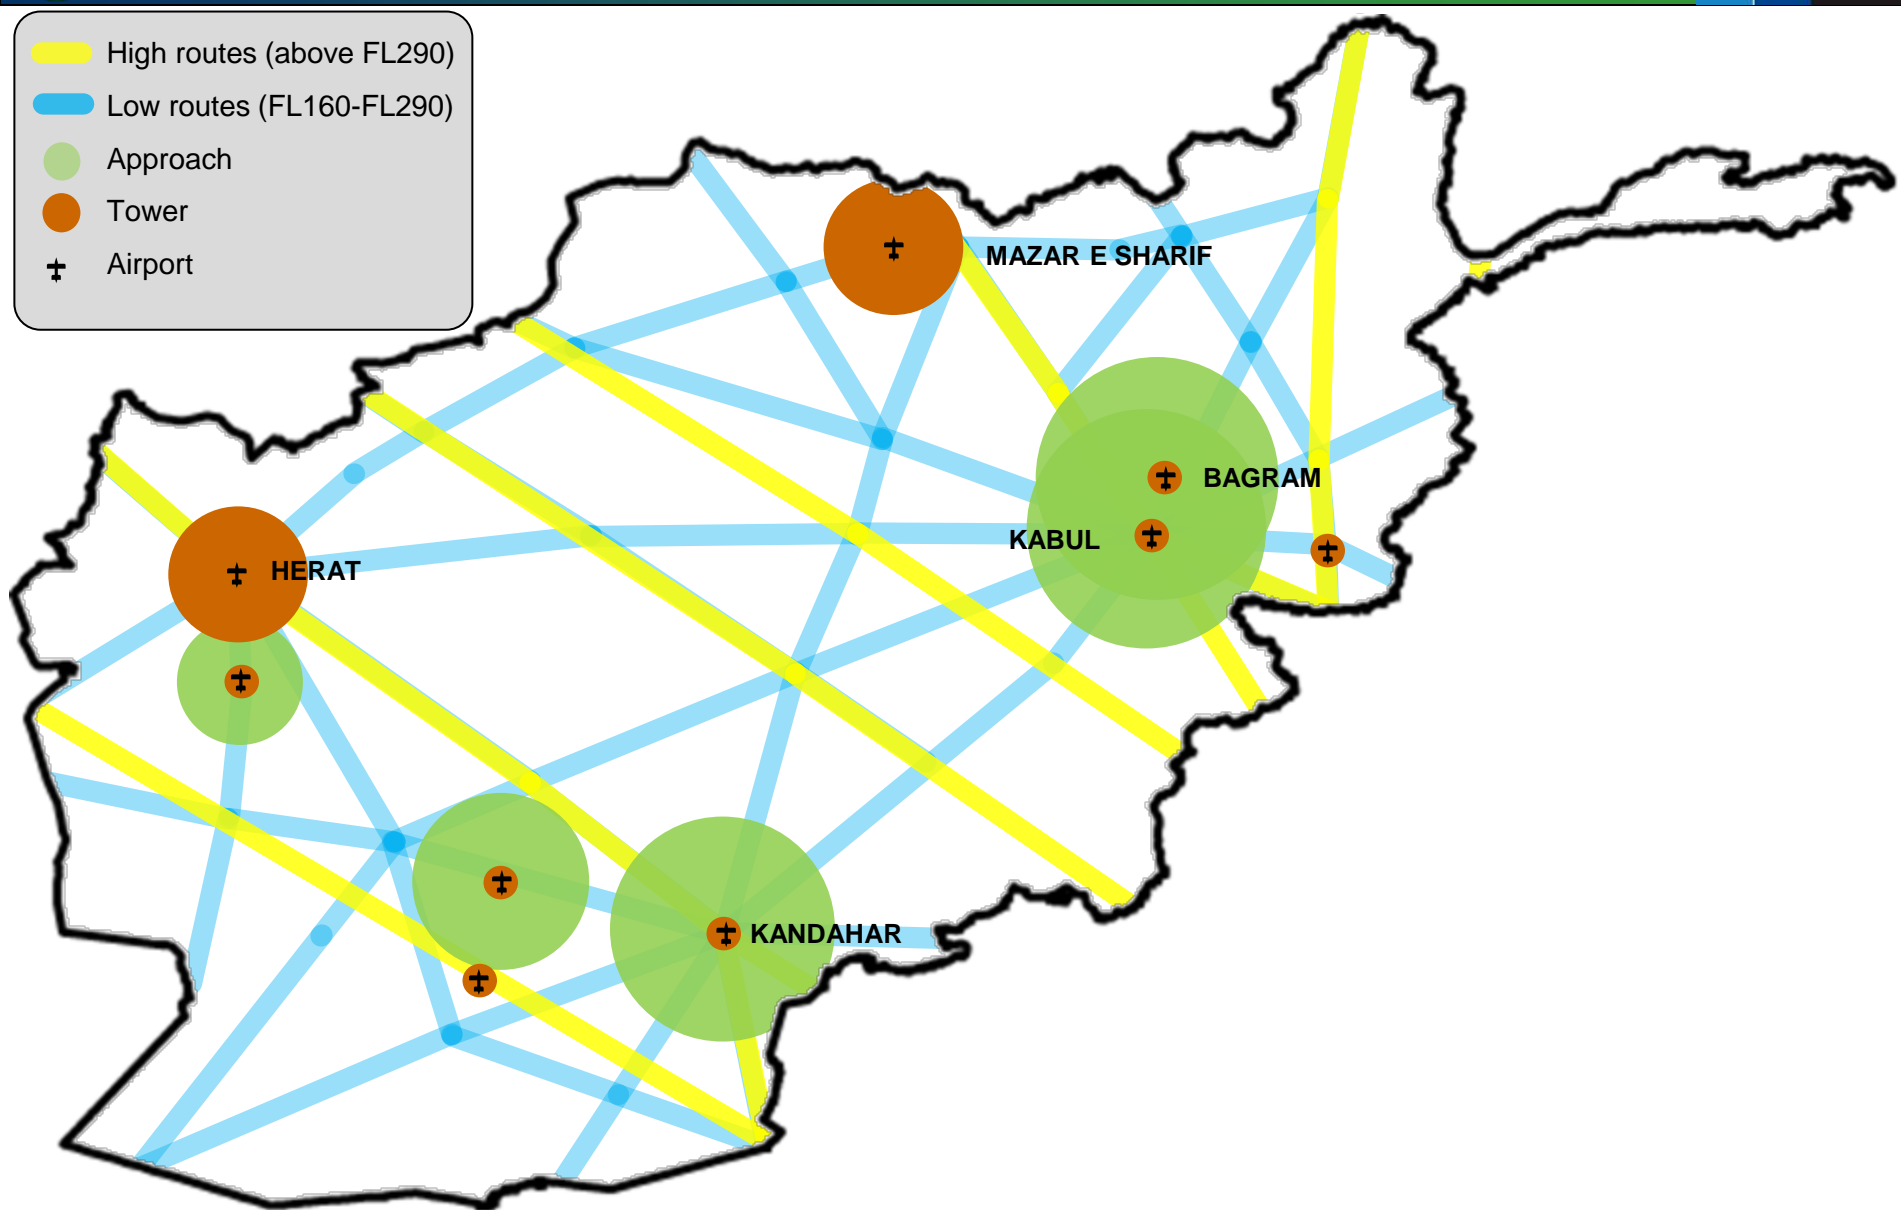 High routes (above FL290)
Low routes (FL160-FL290)
Approach
Tower
Airport
MAZAR E SHARIF
BAGRAM
KABUL
HERAT
KANDAHAR